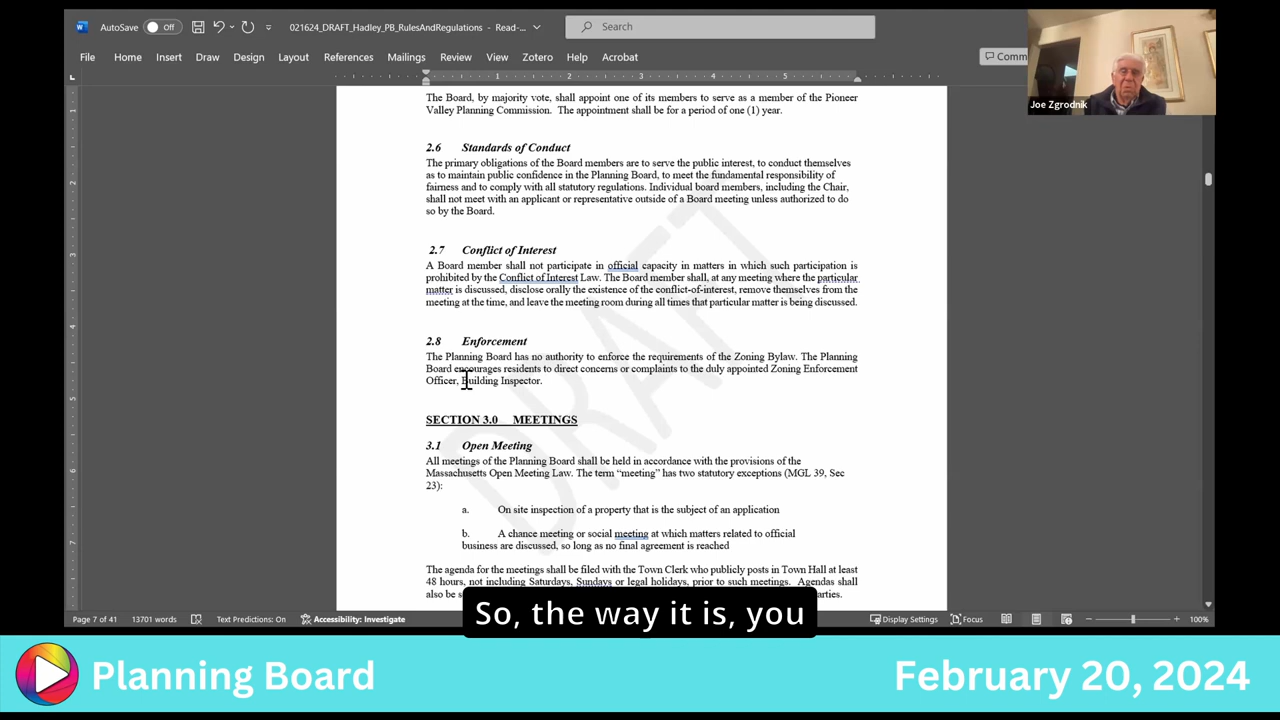 AutoSave Off 021624_DRAFT_Hadley_PB_RulesAndRegulations - Read-... Search
File Home Insert Draw Design Layout References Mailings Review View Zotero Help Acrobat Comm
Joe Zgrodnik
1 2 3 4 5
The Board, by majority vote, shall appoint one of its members to serve as a member of the Pioneer
Valley Planning Commission. The appointment shall be for a period of one (1) year.
2.6 Standards of Conduct
The primary obligations of the Board members are to serve the public interest, to conduct themselves
as to maintain public confidence in the Planning Board, to meet the fundamental responsibility of
fairness and to comply with all statutory regulations. Individual board members, including the Chair,
shall not meet with an applicant or representative outside of a Board meeting unless authorized to do
so by the Board.
2.7 Conflict of Interest
A Board member shall not participate in official capacity in matters in which such participation is
prohibited by the Conflict of Interest Law. The Board member shall, at any meeting where the particular
matter is discussed, disclose orally the existence of the conflict-of-interest, remove themselves from the
meeting at the time, and leave the meeting room during all times that particular matter is being discussed.
2.8 Enforcement
The Planning Board has no authority to enforce the requirements of the Zoning Bylaw. The Planning
Board encourages residents to direct concerns or complaints to the duly appointed Zoning Enforcement
Officer, Building Inspector.
SECTION 3.0 MEETINGS
3.1 Open Meeting
All meetings of the Planning Board shall be held in accordance with the provisions of the
Massachusetts Open Meeting Law. The term “meeting” has two statutory exceptions (MGL 39, Sec
23):
a. On site inspection of a property that is the subject of an application
b. A chance meeting or social meeting at which matters related to official
business are discussed, so long as no final agreement is reached
The agenda for the meetings shall be filed with the Town Clerk who publicly posts in Town Hall at least
48 hours, not including Saturdays, Sundays or legal holidays, prior to such meetings. Agendas shall
also be s
arties.
DRAFT
So, the way it is, you
Page 7 of 41 13701 words Text Predictions: On Accessibility: Investigate Display Settings Focus 100%
Planning Board February 20, 2024